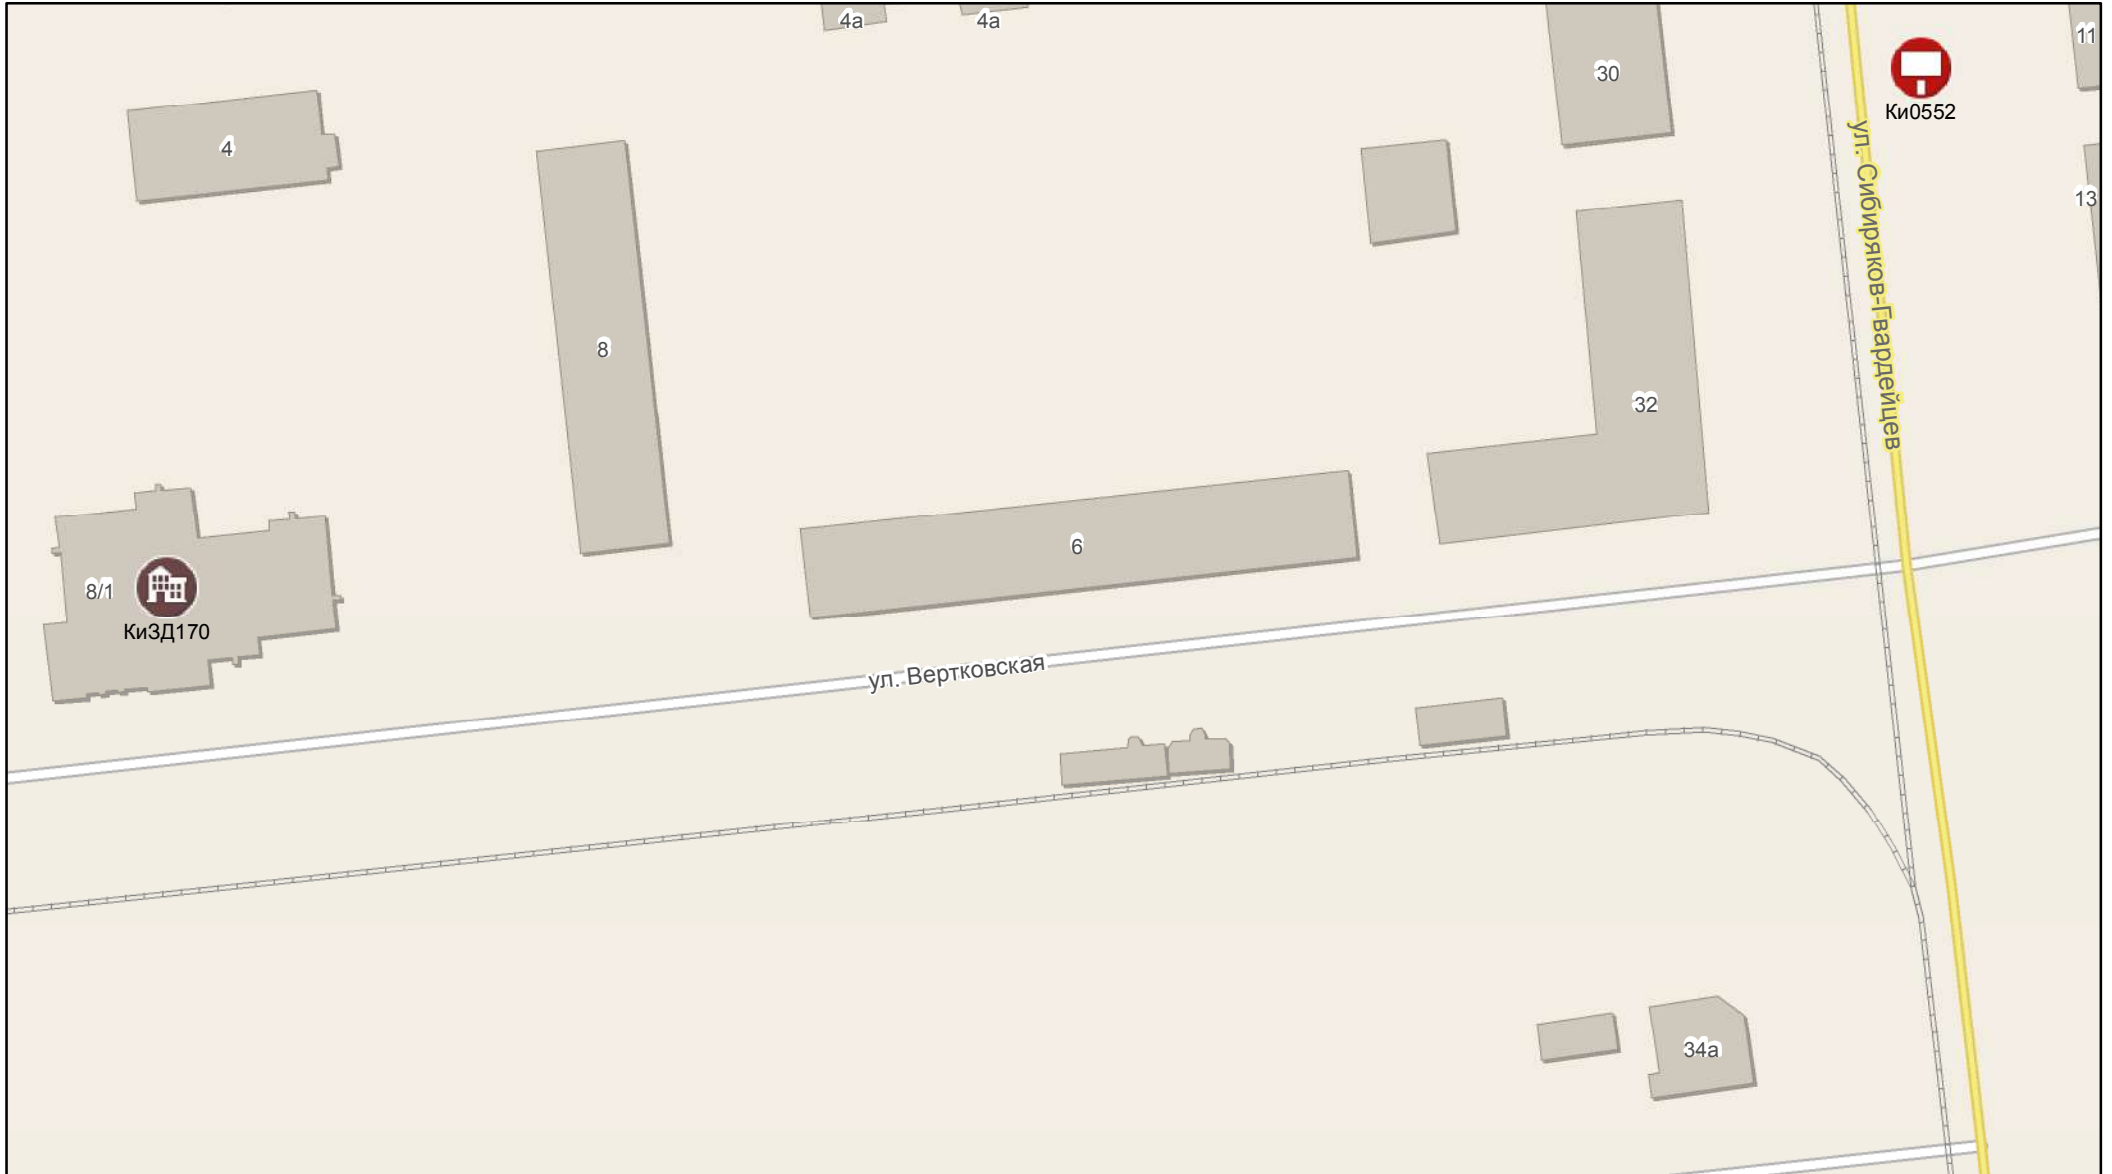 4а
4а
11
30
Ки0552
4
13
ул. Сибиряков-Гвардейцев
8
32
6
8/1
КиЗД170
ул. Вертковская
34а